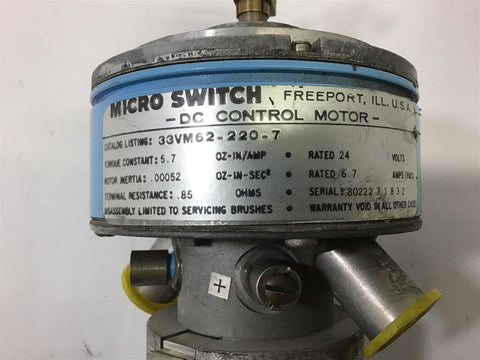 MICRO SWITCH, FREEPORT, ILL. U.S.A.
- DC CONTROL MOTOR -
CATALOG LISTING: 33VM62-220-7
TORQUE CONSTANT: 5.7 OZ-IN/AMP • RATED 24 VOLTS
MOTOR INERTIA: .00052 OZ-IN-SEC² • RATED 6.7 AMPS
TERMINAL RESISTANCE: .85 OHMS • SERIAL: 80222
DISASSEMBLY LIMITED TO SERVICING BRUSHES • WARRANTY VOID IN ALL OTHER CASES
+